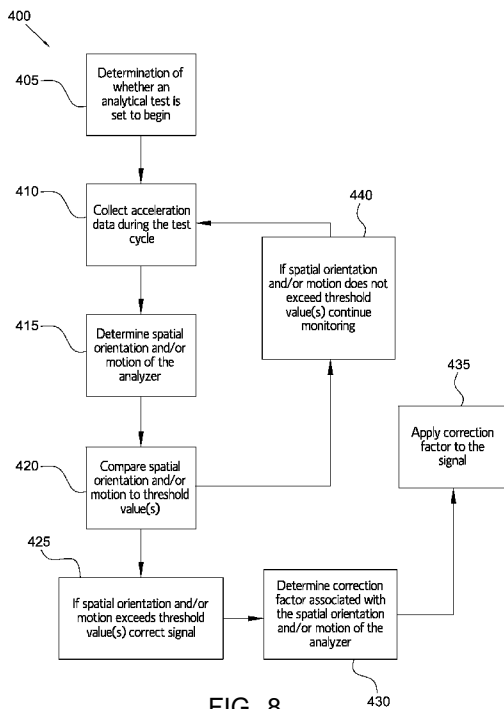 400
405
Determination of
whether an
analytical test is
set to begin
410
Collect acceleration
data during the test
cycle
440
If spatial orientation
and/or motion does not
exceed threshold
value(s) continue
monitoring
415
Determine spatial
orientation and/or
motion of the
analyzer
435
Apply correction
factor to the
signal
420
Compare spatial
orientation and/or
motion to threshold
value(s)
425
If spatial orientation and/or
motion exceeds threshold
value(s) correct signal
Determine correction
factor associated with
the spatial orientation
and/or motion of the
analyzer
430
FIG. 8